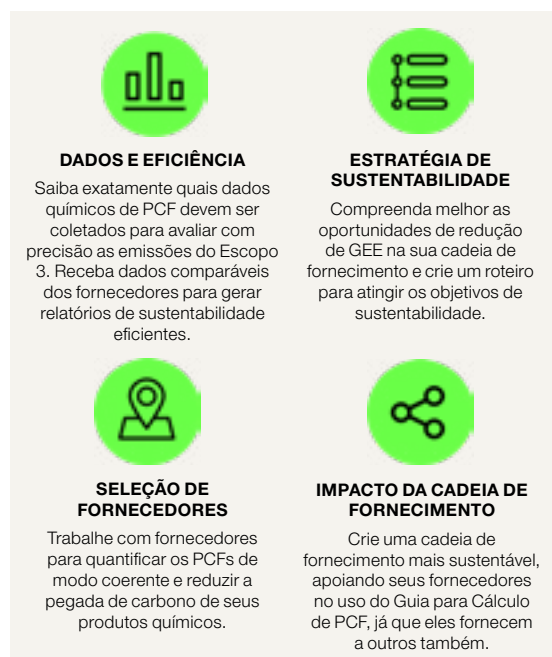 DADOS E EFICIÊNCIA
Saiba exatamente quais dados
químicos de PCF devem ser
coletados para avaliar com
precisão as emissões do Escopo
3. Receba dados comparáveis
dos fornecedores para gerar
relatórios de sustentabilidade
eficientes.
ESTRATÉGIA DE
SUSTENTABILIDADE
Compreenda melhor as
oportunidades de redução
de GEE na sua cadeia de
fornecimento e crie um roteiro
para atingir os objetivos de
sustentabilidade.
SELEÇÃO DE
FORNECEDORES
Trabalhe com fornecedores
para quantificar os PCFs de
modo coerente e reduzir a
pegada de carbono de seus
produtos químicos.
IMPACTO DA CADEIA DE
FORNECIMENTO
Crie uma cadeia de
fornecimento mais sustentável,
apoiando seus fornecedores
no uso do Guia para Cálculo
de PCF, já que eles fornecem
a outros também.